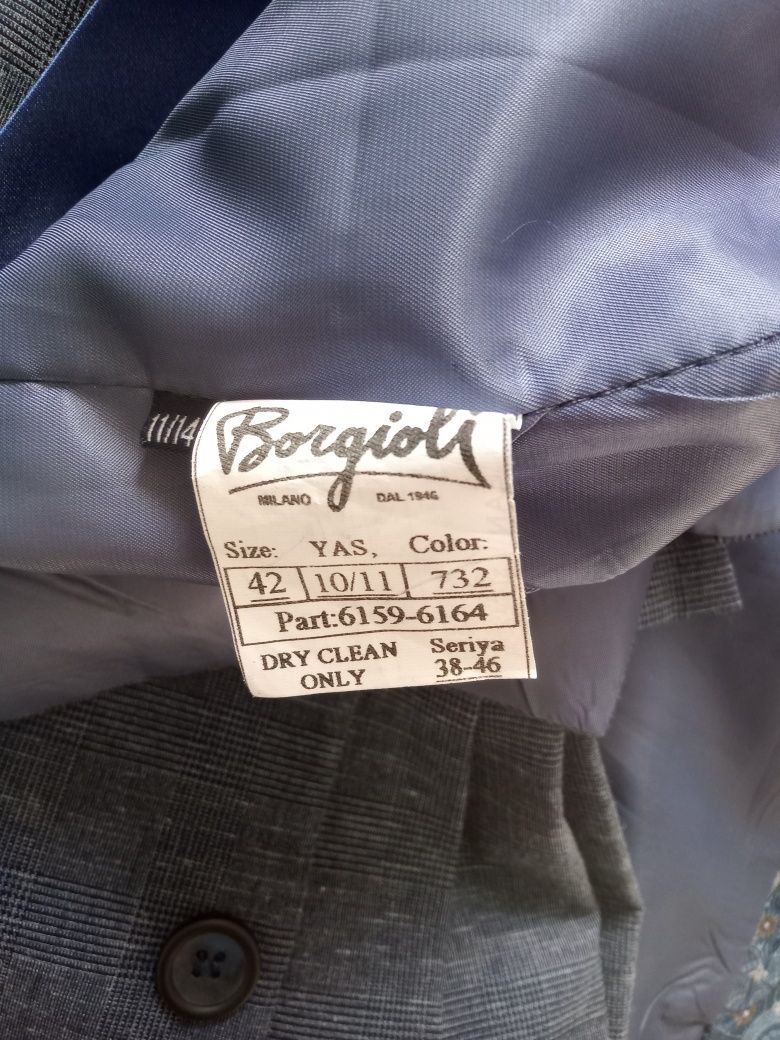 11/14
Borgioli
MILANO DAL 1946
Size: YAS, Color:
42 10/11 732
Part:6159-6164
DRY CLEAN Seriya
ONLY 38-46